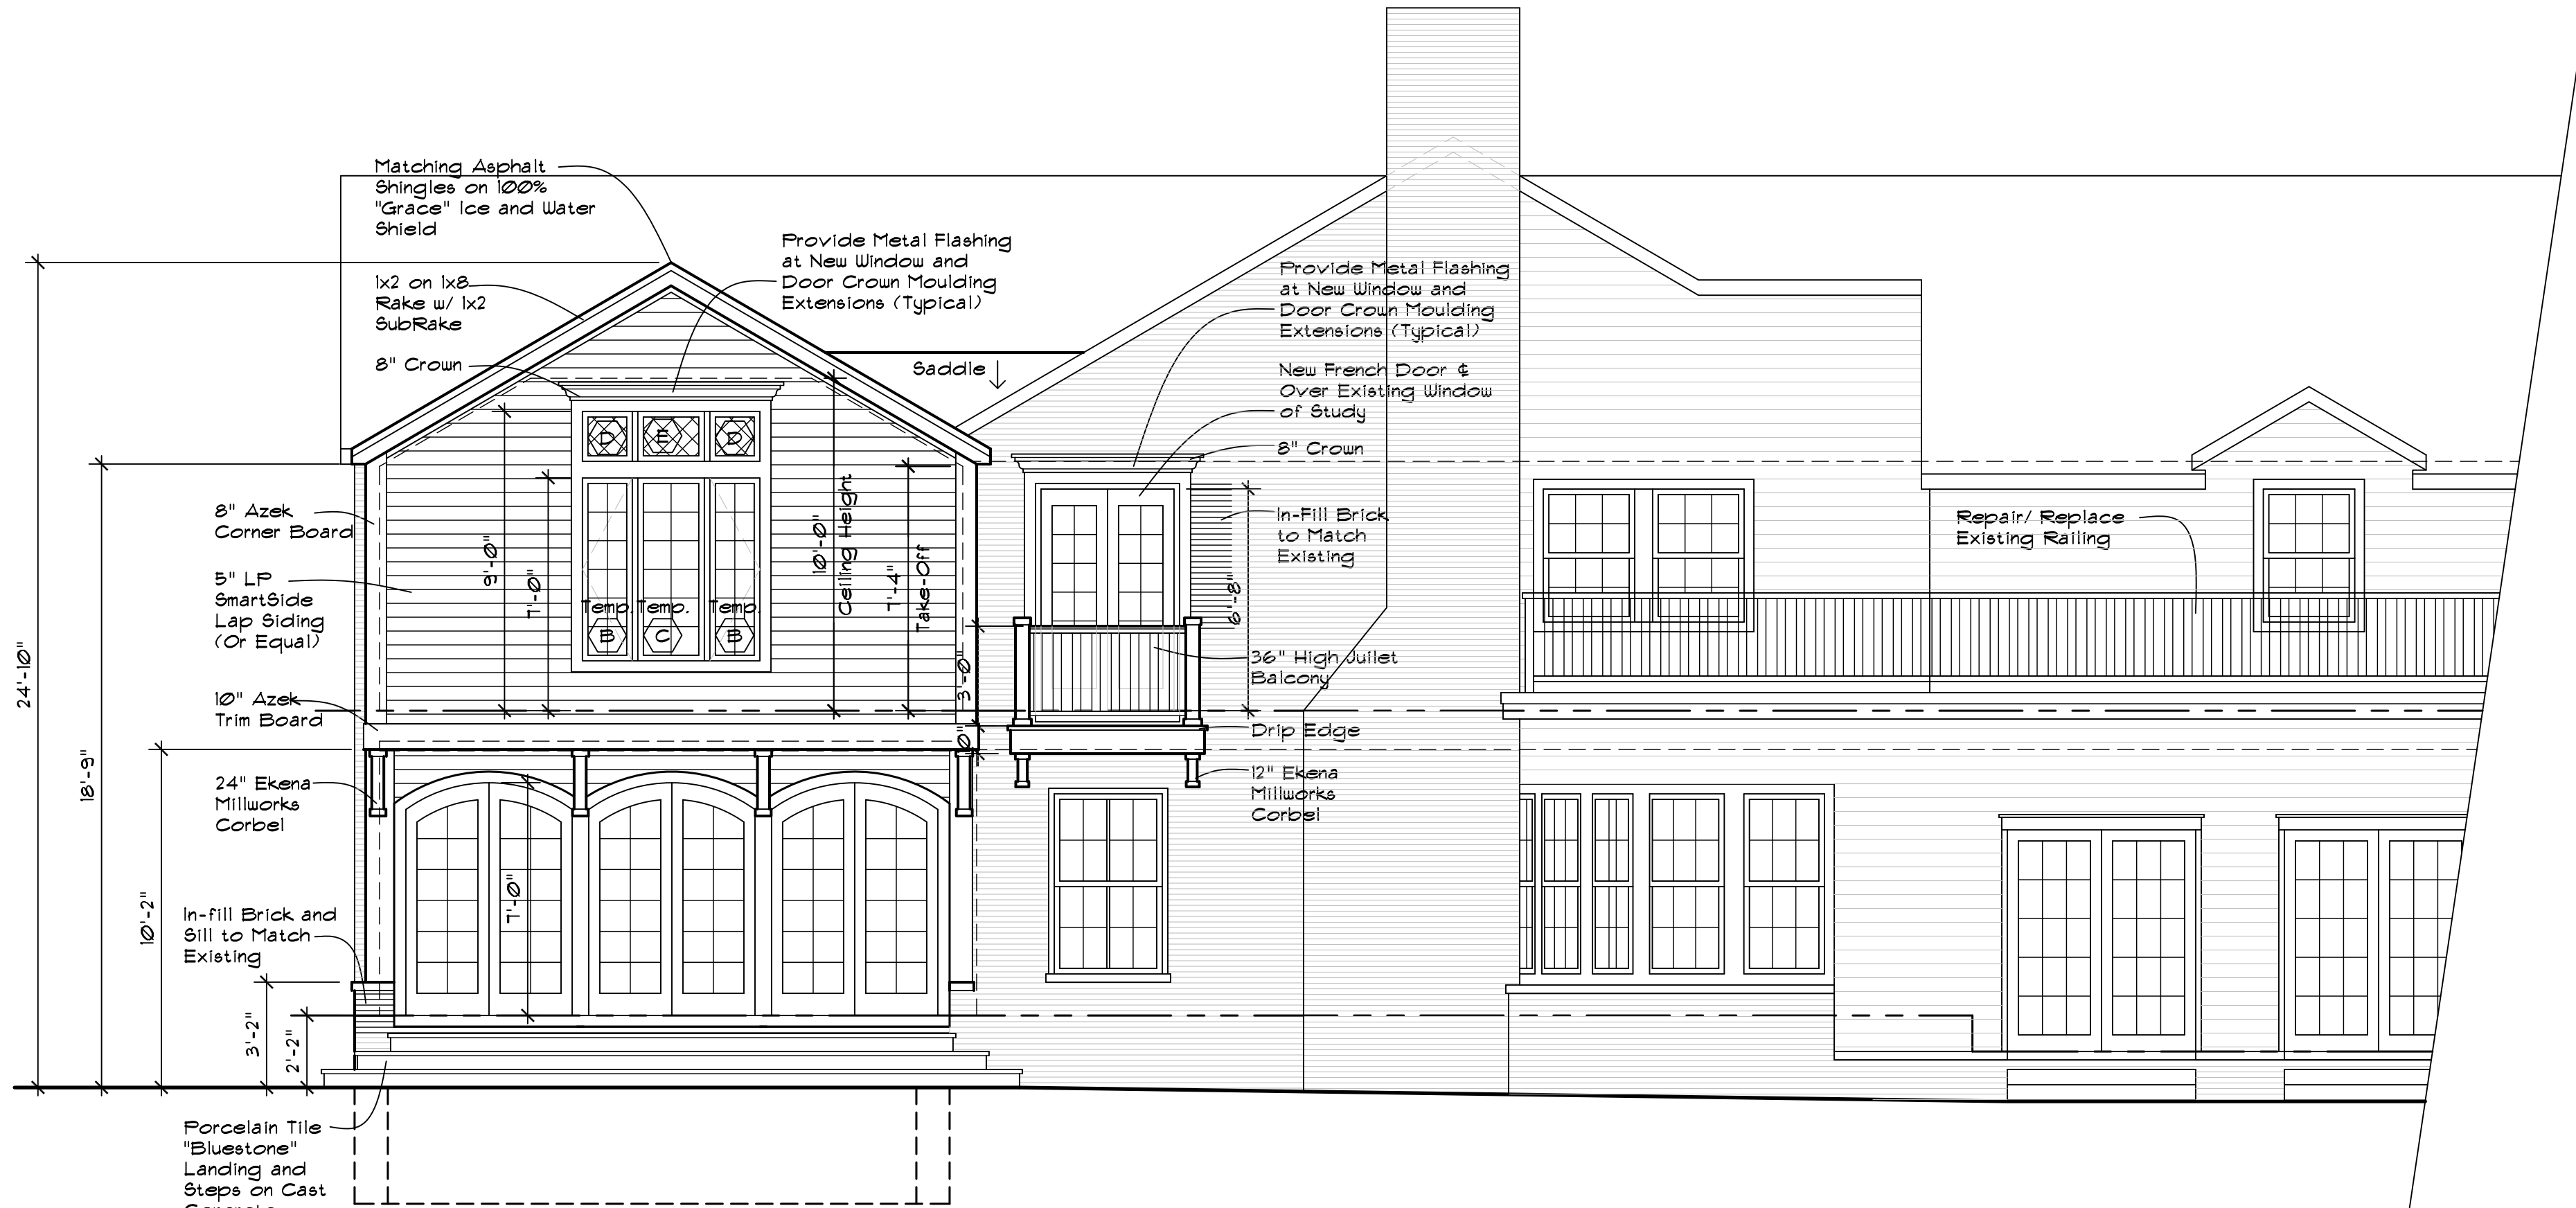 Matching Asphalt
Shingles on 100%
"Grace" Ice and Water
Shield
1x2 on 1x8
Rake w/ 1x2
SubRake
8" Crown
Provide Metal Flashing
at New Window and
Door Crown Moulding
Extensions (Typical)
Saddle
Provide Metal Flashing
at New Window and
Door Crown Moulding
Extensions (Typical)
New French Door ¢
Over Existing Window
of Study
8" Crown
In-Fill Brick
to Match
Existing
Repair/ Replace
Existing Railing
8" Azek
Corner Board
5" LP
SmartSide
Lap Siding
(Or Equal)
10" Azek
Trim Board
24" Ekena
Millworks
Corbel
In-fill Brick and
Sill to Match
Existing
Porcelain Tile
"Bluestone"
Landing and
Steps on Cast
Concrete
D E D
Temp. Temp. Temp.
B C B
9'-0"
7'-0"
10'-0"
Ceiling Height
7'-4"
Take-Off
3'-0"
0"
6'-8"
36" High Juilet
Balcony
Drip Edge
12" Ekena
Millworks
Corbel
7'-0"
24'-10"
18'-9"
10'-2"
3'-2"
2'-2"